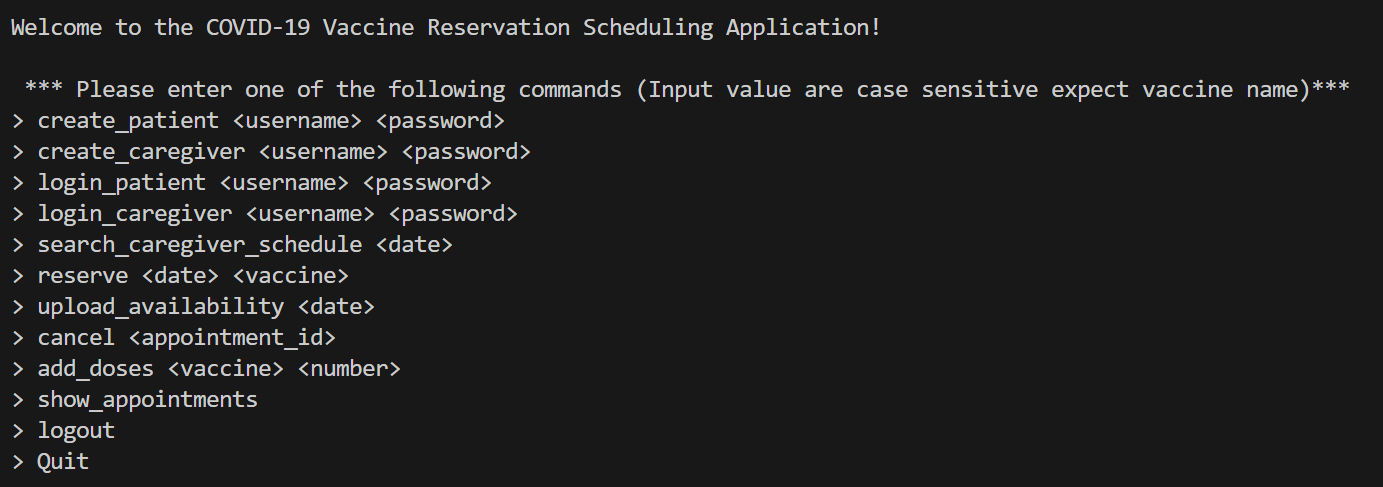 Welcome to the COVID-19 Vaccine Reservation Scheduling Application!
*** Please enter one of the following commands (Input value are case sensitive expect vaccine name)***
> create_patient <username> <password>
> create_caregiver <username> <password>
> login_patient <username> <password>
> login_caregiver <username> <password>
> search_caregiver_schedule <date>
> reserve <date> <vaccine>
> upload_availability <date>
> cancel <appointment_id>
> add_doses <vaccine> <number>
> show_appointments
> logout
> Quit